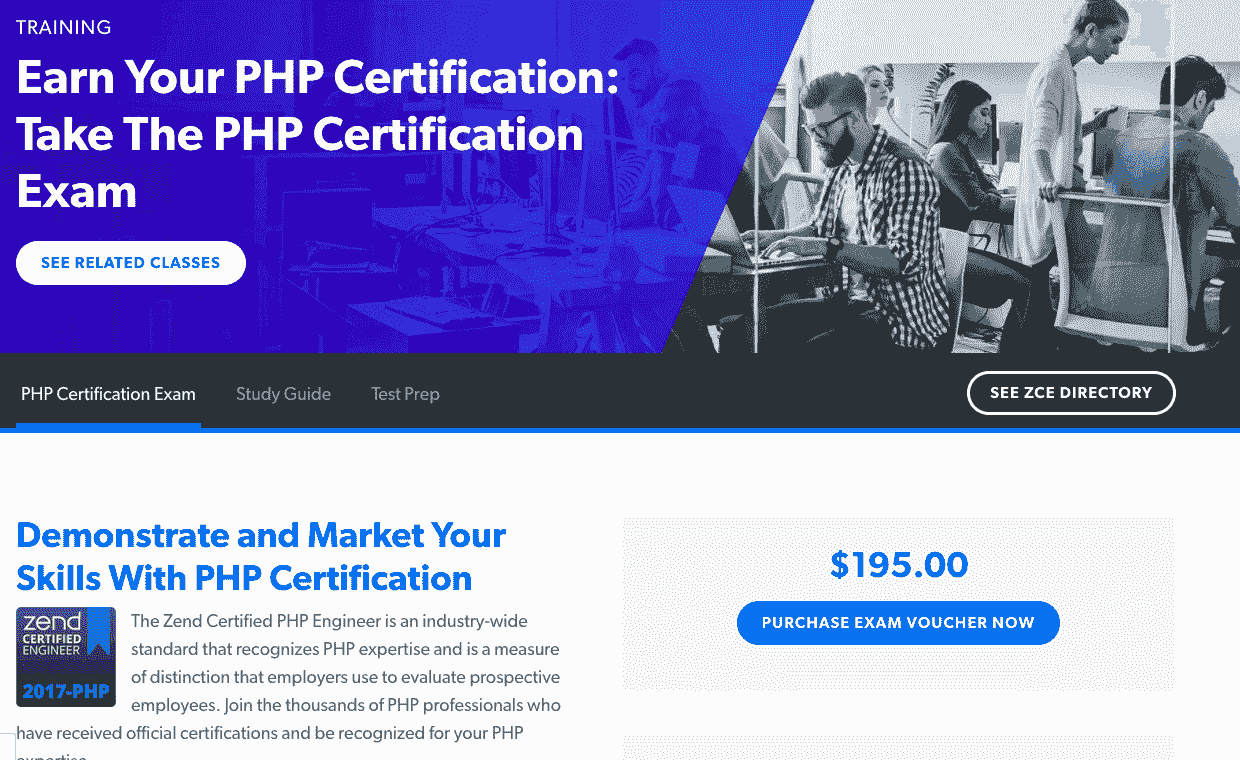 TRAINING
Earn Your PHP Certification:
Take The PHP Certification
Exam
SEE RELATED CLASSES
PHP Certification Exam
Study Guide
Test Prep
SEE ZCE DIRECTORY
Demonstrate and Market Your
Skills With PHP Certification
zend
CERTIFIED
ENGINEER
2017-PHP
The Zend Certified PHP Engineer is an industry-wide
standard that recognizes PHP expertise and is a measure
of distinction that employers use to evaluate prospective
employees. Join the thousands of PHP professionals who
have received official certifications and be recognized for your PHP
expertise.
$195.00
PURCHASE EXAM VOUCHER NOW